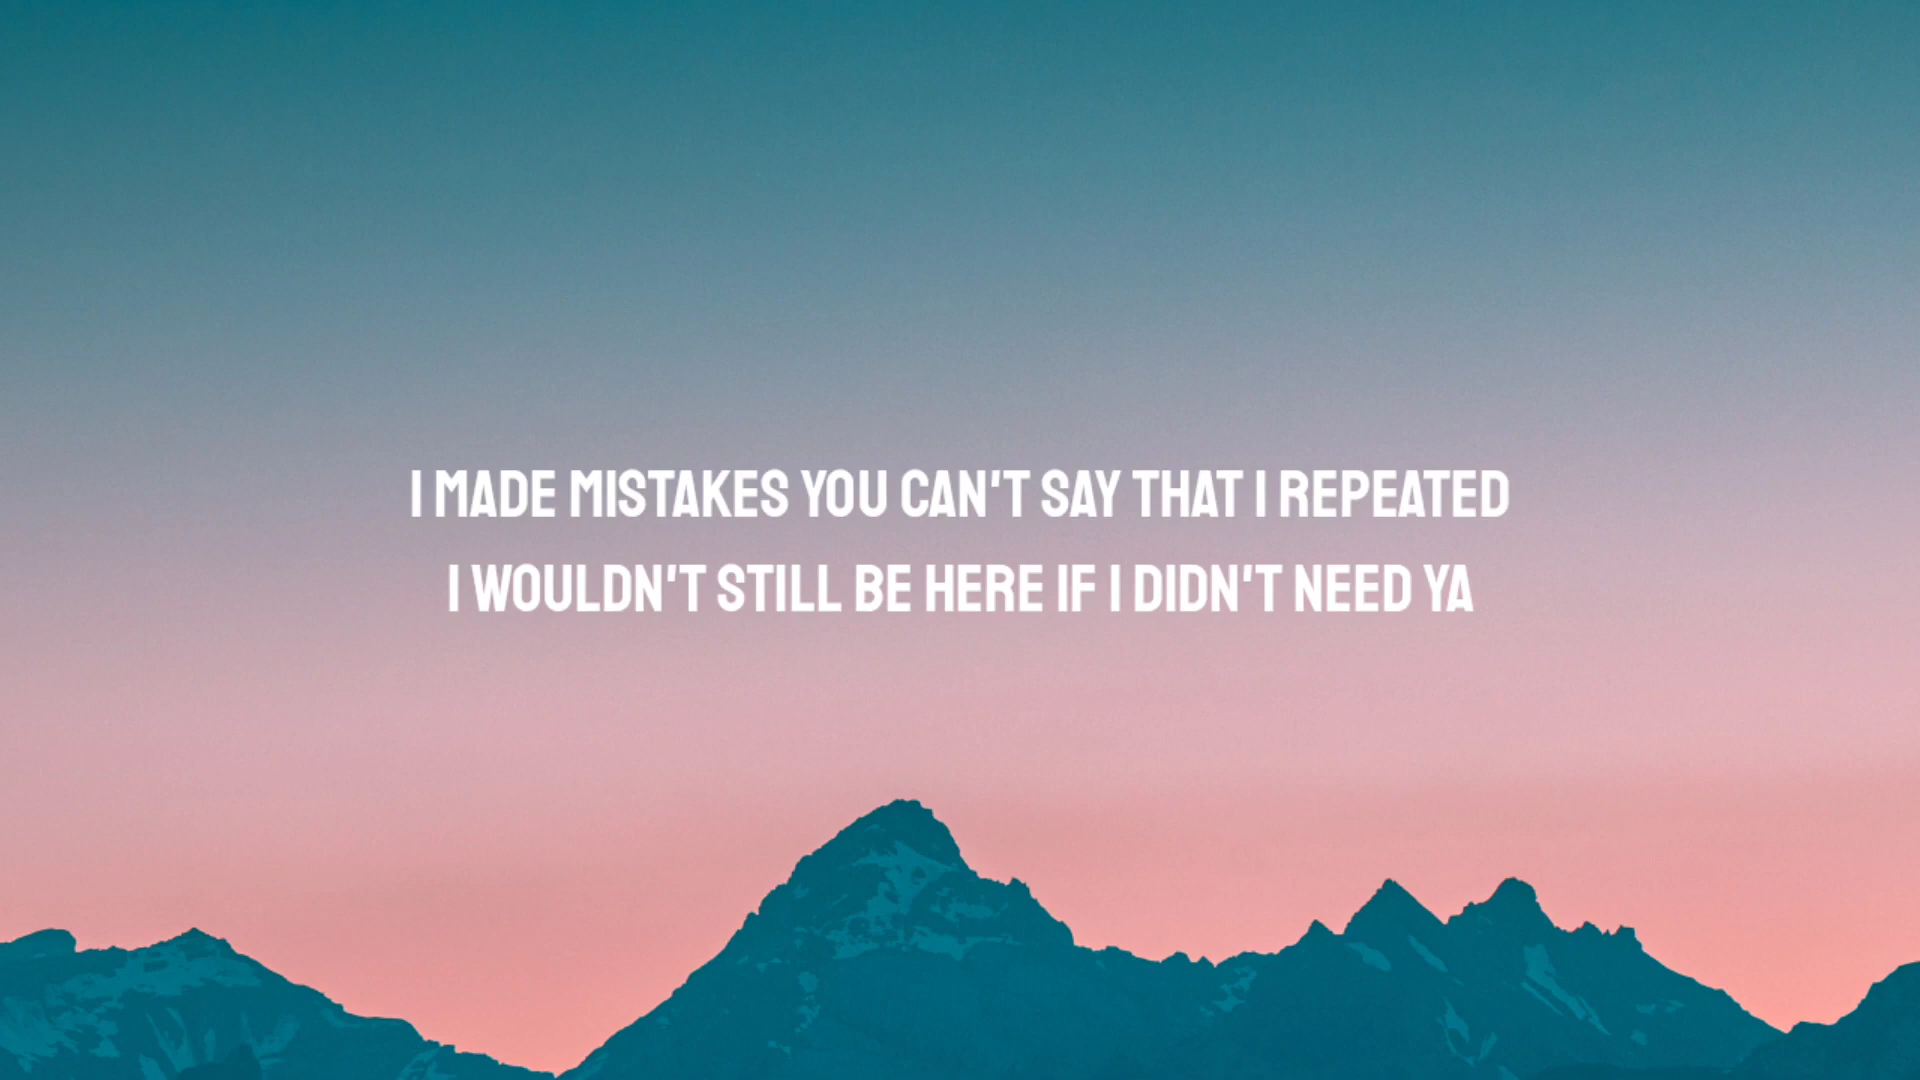 I MADE MISTAKES YOU CAN'T SAY THAT I REPEATED
I WOULDN'T STILL BE HERE IF I DIDN'T NEED YA